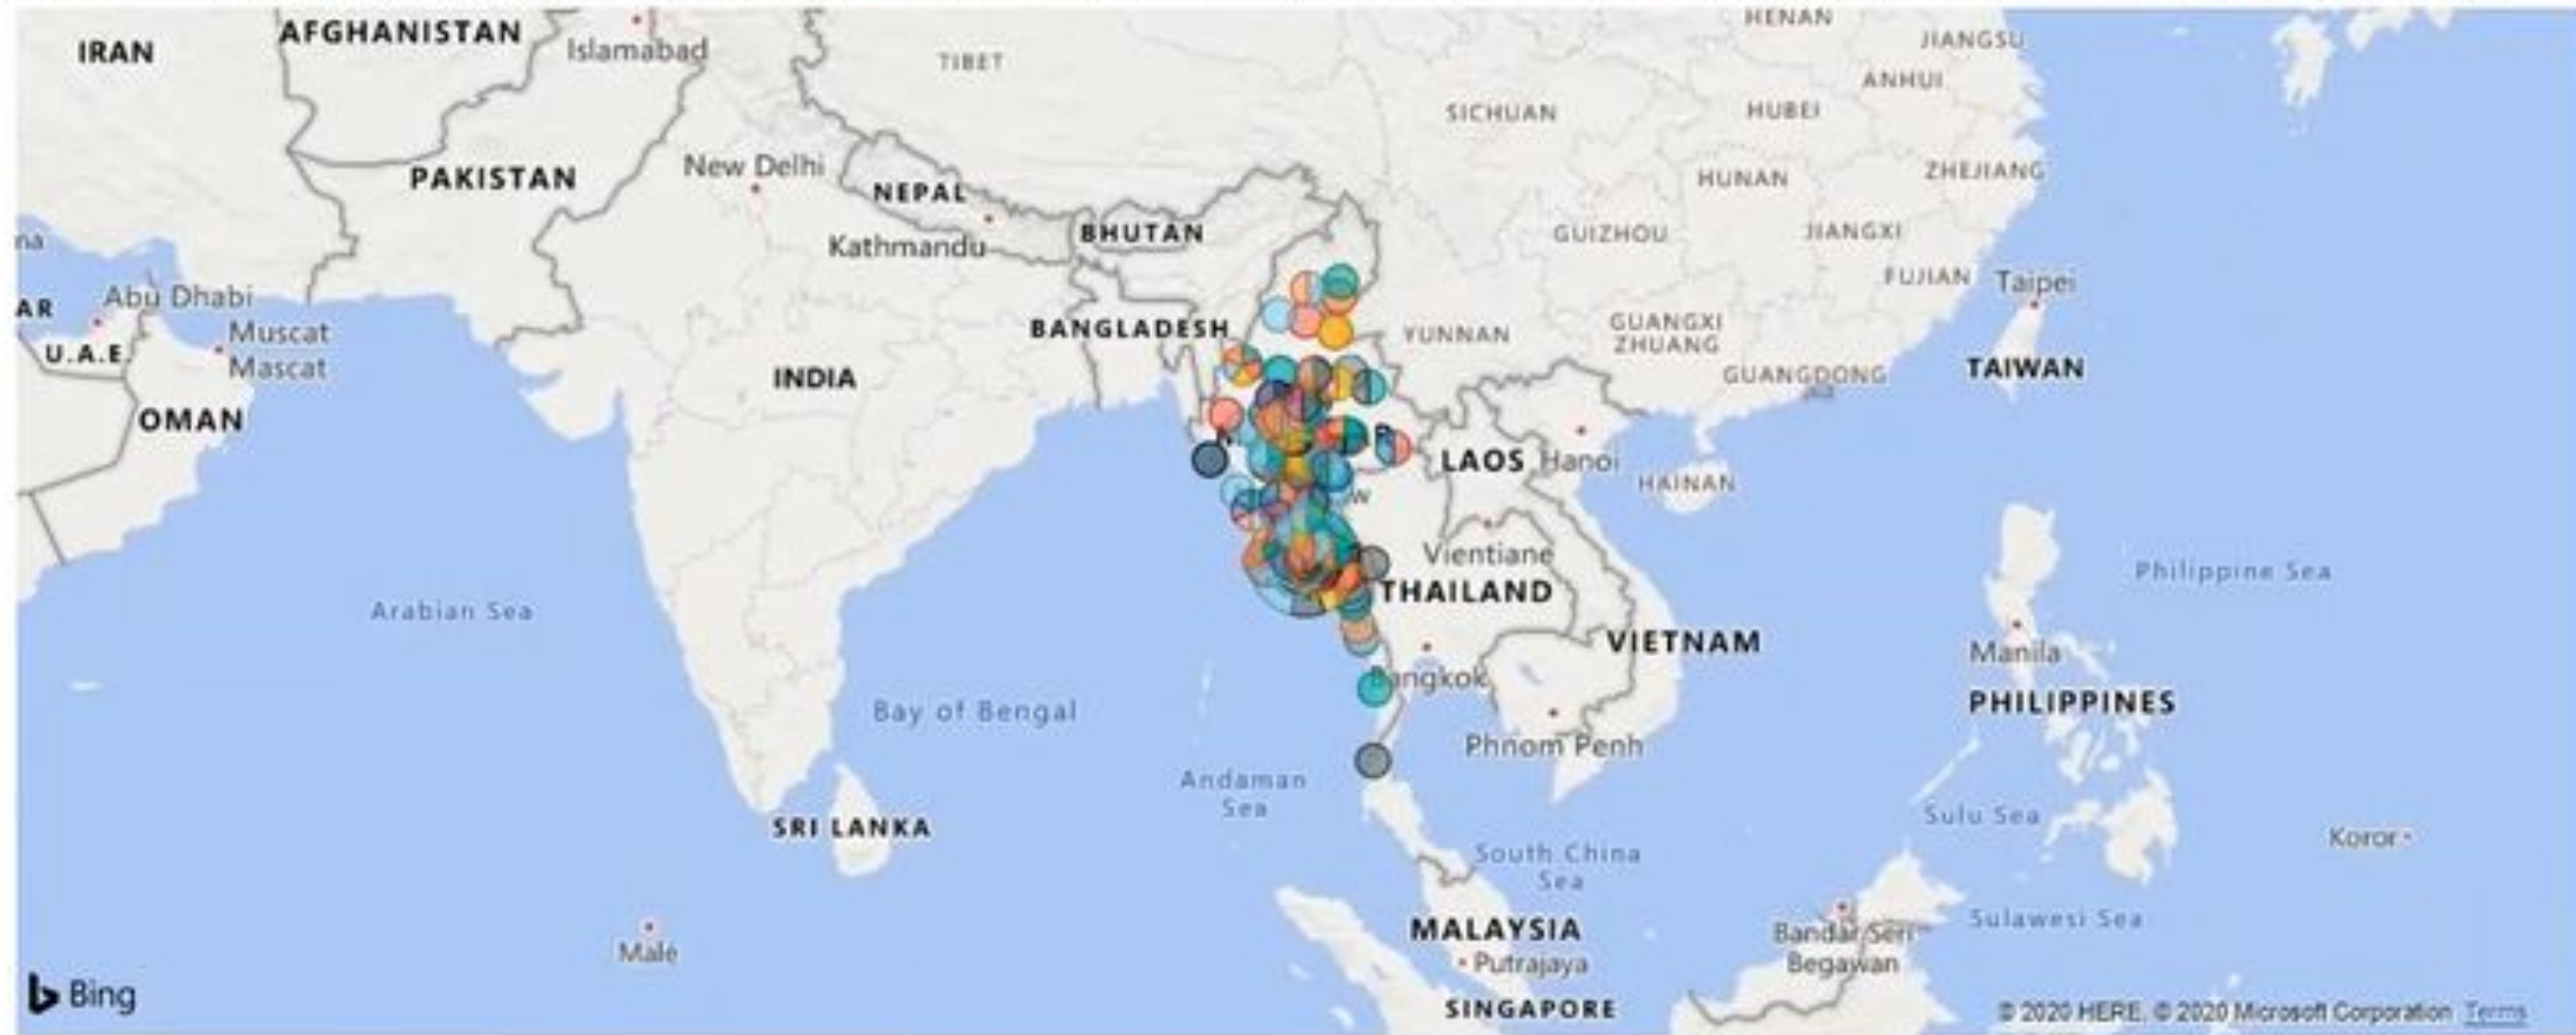 HENAN
AFGHANISTAN
JIANGSU
IRAN
Islamabad
TIBET
ANHUI
SICHUAN
HUBEI
New Delhi
PAKISTAN
HUNAN
ZHEJIANG
NEPAL
BHUTAN
GUIZHOU
JIANGXI
na
Kathmandu
FUJIAN
Taipei
Abu Dhabi
AR
BANGLADESH
YUNNAN
GUANGXI
ZHUANG
Muscat
U.A.E.
Mascat
INDIA
GUANGDONG
TAIWAN
OMAN
LAOS
Hanoi
HAINAN
w
Vientiane
THAILAND
Philippine Sea
Arabian Sea
VIETNAM
Manila
Bangkok
Bay of Bengal
PHILIPPINES
Phnom Penh
Andaman
Sea
Sulu Sea
SRI LANKA
Koror
South China
Sea
MALAYSIA
Sulawesi Sea
Bandar Seri
Begawan
Male
Putrajaya
Bing
SINGAPORE
© 2020 HERE, © 2020 Microsoft Corporation Terms